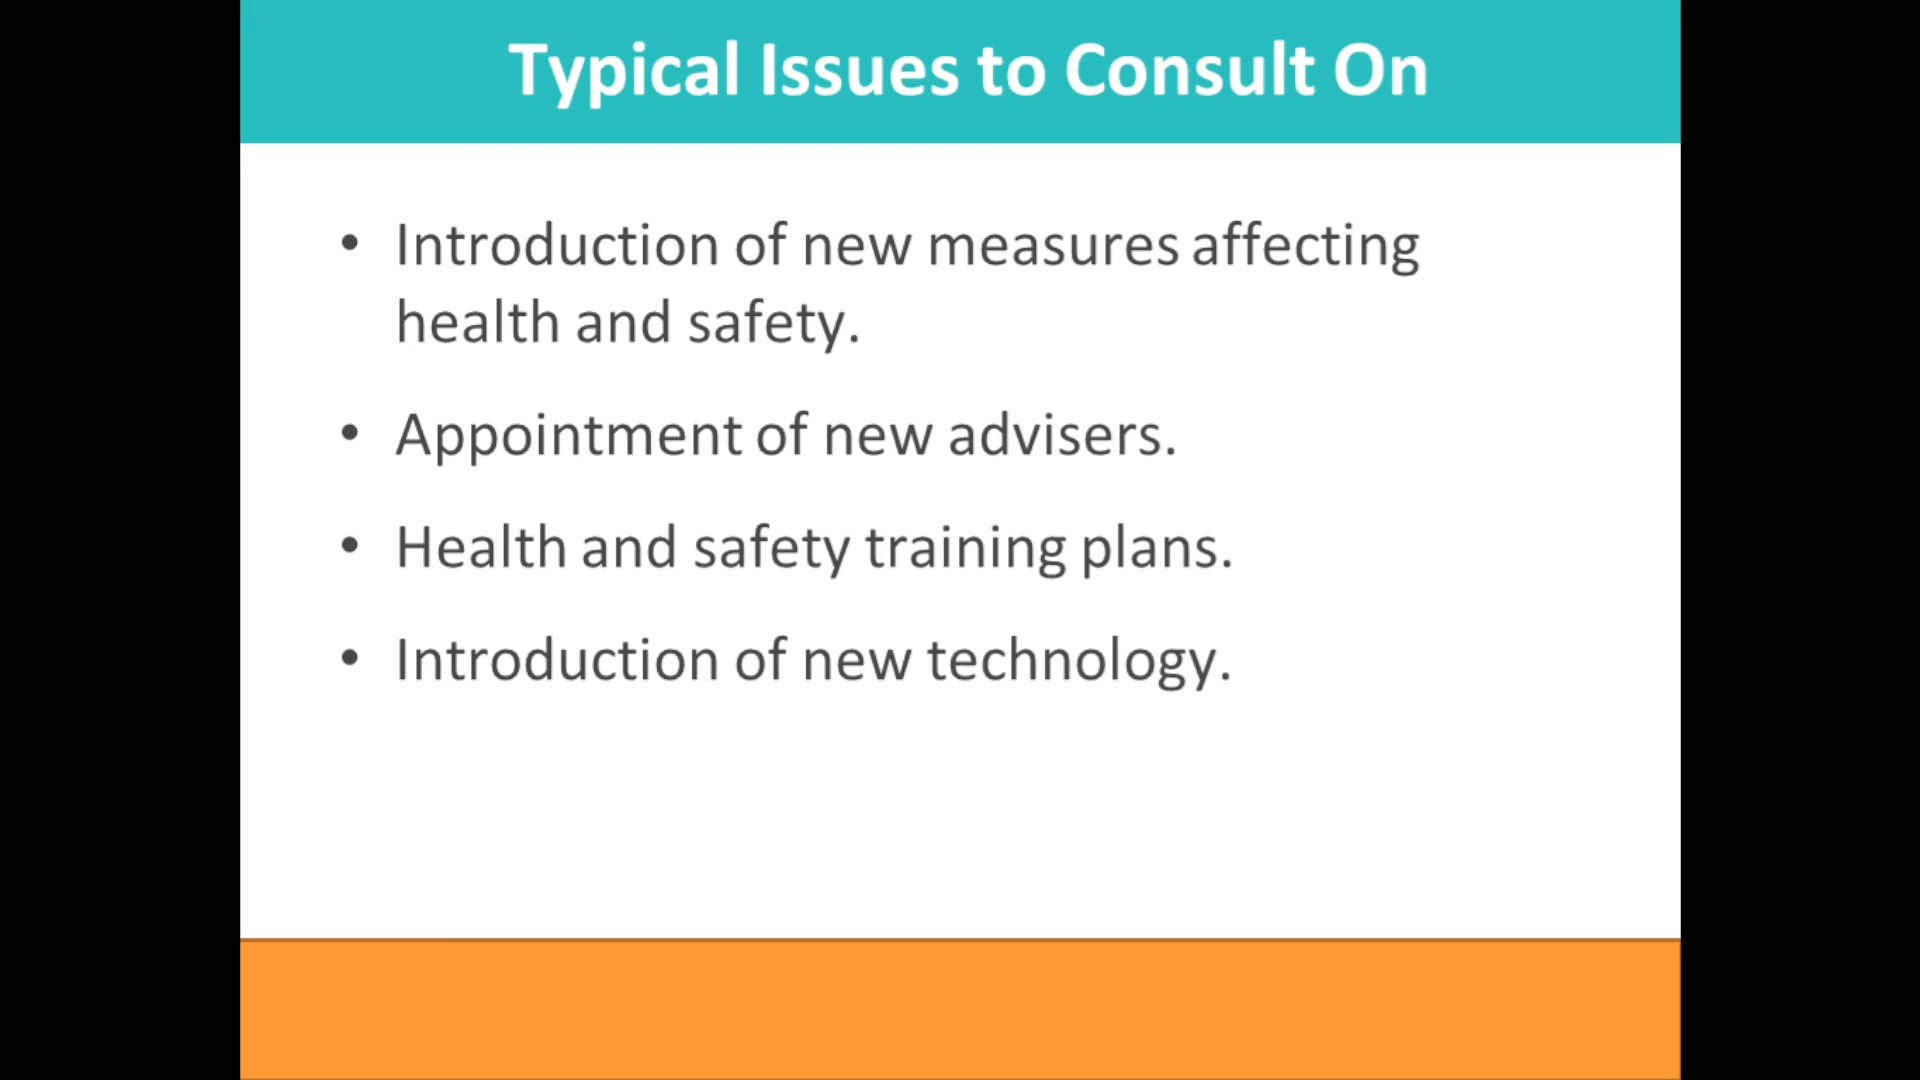 Typical Issues to Consult On
• Introduction of new measures affecting
health and safety.
• Appointment of new advisers.
• Health and safety training plans.
• Introduction of new technology.